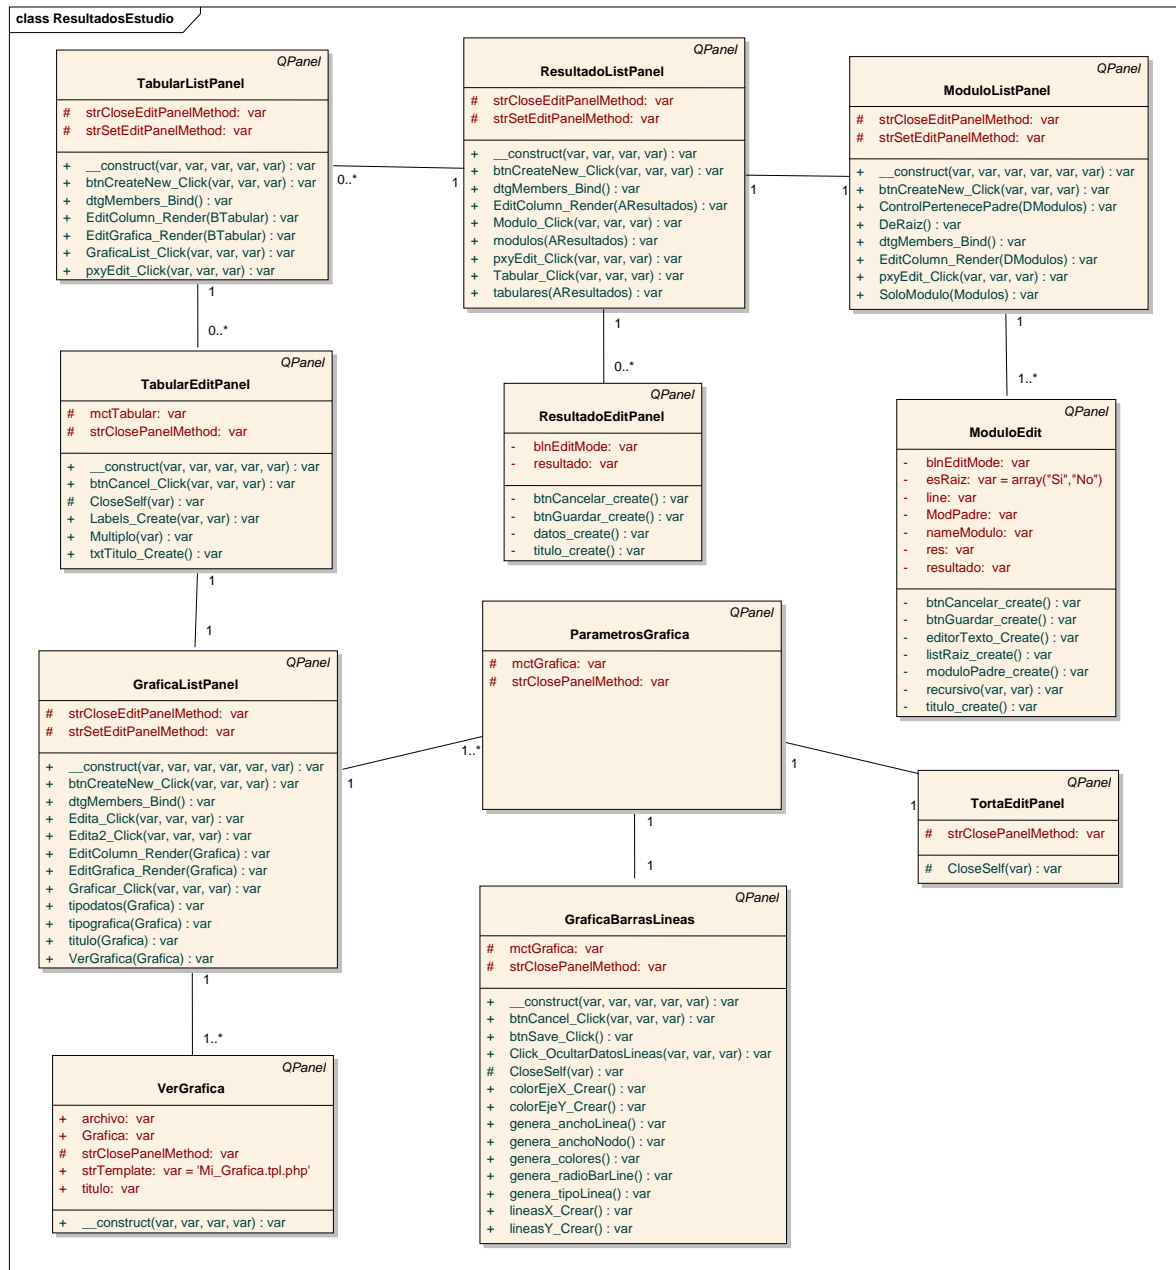 class ResultadosEstudio
QPanel
TabularListPanel
# strCloseEditPanelMethod: var
# strSetEditPanelMethod: var
+ __construct(var, var, var, var, var) : var
+ btnCreateNew_Click(var, var, var) : var
+ dtgMembers_Bind() : var
+ EditColumn_Render(BTabular) : var
+ EditGrafica_Render(BTabular) : var
+ GraficaList_Click(var, var, var) : var
+ pxyEdit_Click(var, var, var) : var
0..*
1
1
0..*
QPanel
ResultadoListPanel
# strCloseEditPanelMethod: var
# strSetEditPanelMethod: var
+ __construct(var, var, var, var) : var
+ btnCreateNew_Click(var, var, var) : var
+ dtgMembers_Bind() : var
+ EditColumn_Render(AResultados) : var
+ Modulo_Click(var, var, var) : var
+ modulos(AResultados) : var
+ pxyEdit_Click(var, var, var) : var
+ Tabular_Click(var, var, var) : var
+ tabulares(AResultados) : var
1
1
1
0..*
QPanel
ModuloListPanel
# strCloseEditPanelMethod: var
# strSetEditPanelMethod: var
+ __construct(var, var, var, var, var) : var
+ btnCreateNew_Click(var, var, var) : var
+ ControlPertenecePadre(DModulos) : var
+ DeRaiz() : var
+ dtgMembers_Bind() : var
+ EditColumn_Render(DModulos) : var
+ pxyEdit_Click(var, var, var) : var
+ SoloModulo(Modulos) : var
1
1..*
QPanel
TabularEditPanel
# mctTabular: var
# strClosePanelMethod: var
+ __construct(var, var, var, var, var) : var
+ btnCancel_Click(var, var, var) : var
# CloseSelf(var) : var
+ Labels_Create(var, var) : var
+ Multiplo(var) : var
+ txtTitulo_Create() : var
1
1
QPanel
ResultadoEditPanel
- blnEditMode: var
- resultado: var
- btnCancelar_create() : var
- btnGuardar_create() : var
- datos_create() : var
- titulo_create() : var
QPanel
ModuloEdit
- blnEditMode: var
- esRaiz: var = array("Si","No")
- line: var
- ModPadre: var
- nameModulo: var
- res: var
- resultado: var
- btnCancelar_create() : var
- btnGuardar_create() : var
- editorTexto_Create() : var
- listRaiz_create() : var
- moduloPadre_create() : var
- recursivo(var, var) : var
- titulo_create() : var
QPanel
GraficaListPanel
# strCloseEditPanelMethod: var
# strSetEditPanelMethod: var
+ __construct(var, var, var, var, var, var) : var
+ btnCreateNew_Click(var, var, var) : var
+ dtgMembers_Bind() : var
+ Edita_Click(var, var, var) : var
+ Edita2_Click(var, var, var) : var
+ EditColumn_Render(Grafica) : var
+ EditGrafica_Render(Grafica) : var
+ Graficar_Click(var, var, var) : var
+ tipodatos(Grafica) : var
+ tipografica(Grafica) : var
+ titulo(Grafica) : var
+ VerGrafica(Grafica) : var
1
1..*
1
1..*
QPanel
ParametrosGrafica
# mctGrafica: var
# strClosePanelMethod: var
1
1
1
1
QPanel
TortaEditPanel
# strClosePanelMethod: var
# CloseSelf(var) : var
QPanel
GraficaBarrasLineas
# mctGrafica: var
# strClosePanelMethod: var
+ __construct(var, var, var, var, var) : var
+ btnCancel_Click(var, var, var) : var
+ btnSave_Click() : var
+ Click_OcultarDatosLineas(var, var, var) : var
# CloseSelf(var) : var
+ colorEjeX_Crear() : var
+ colorEjeY_Crear() : var
+ genera_anchoLinea() : var
+ genera_anchoNodo() : var
+ genera_colores() : var
+ genera_radioBarLine() : var
+ genera_tipoLinea() : var
+ lineasX_Crear() : var
+ lineasY_Crear() : var
QPanel
VerGrafica
+ archivo: var
+ Grafica: var
# strClosePanelMethod: var
+ strTemplate: var = 'Mi_Grafica.tpl.php'
+ titulo: var
+ __construct(var, var, var, var) : var